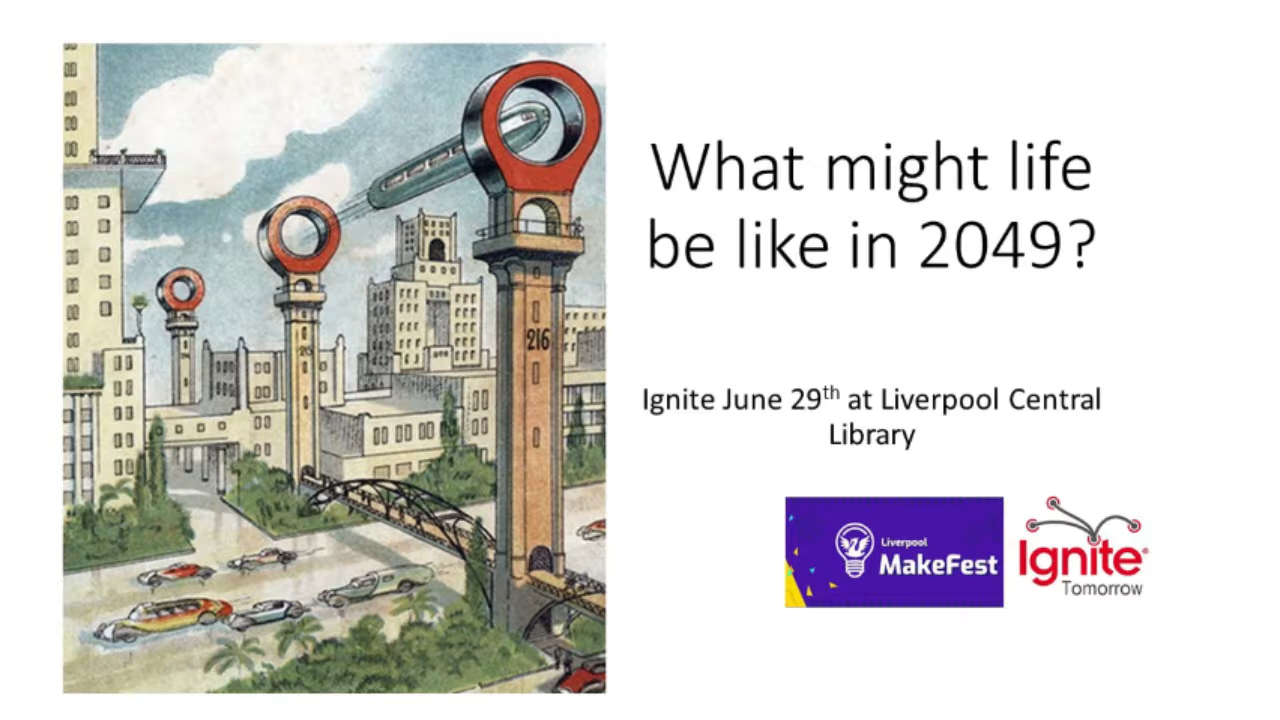 What might life
be like in 2049?
Ignite June 29th at Liverpool Central
Library
Liverpool
MakeFest
Ignite
Tomorrow
216